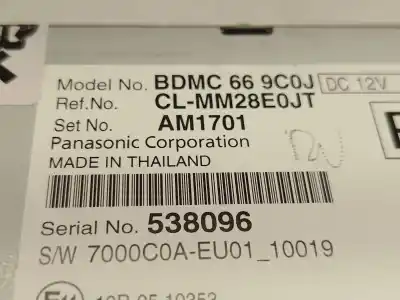 Model No. BDMC 66 9C0J DC 12V
Ref.No. CL-MM28E0JT
Set No. AM1701
Panasonic Corporation
MADE IN THAILAND
Serial No. 538096
S/W 7000C0A-EU01_10019